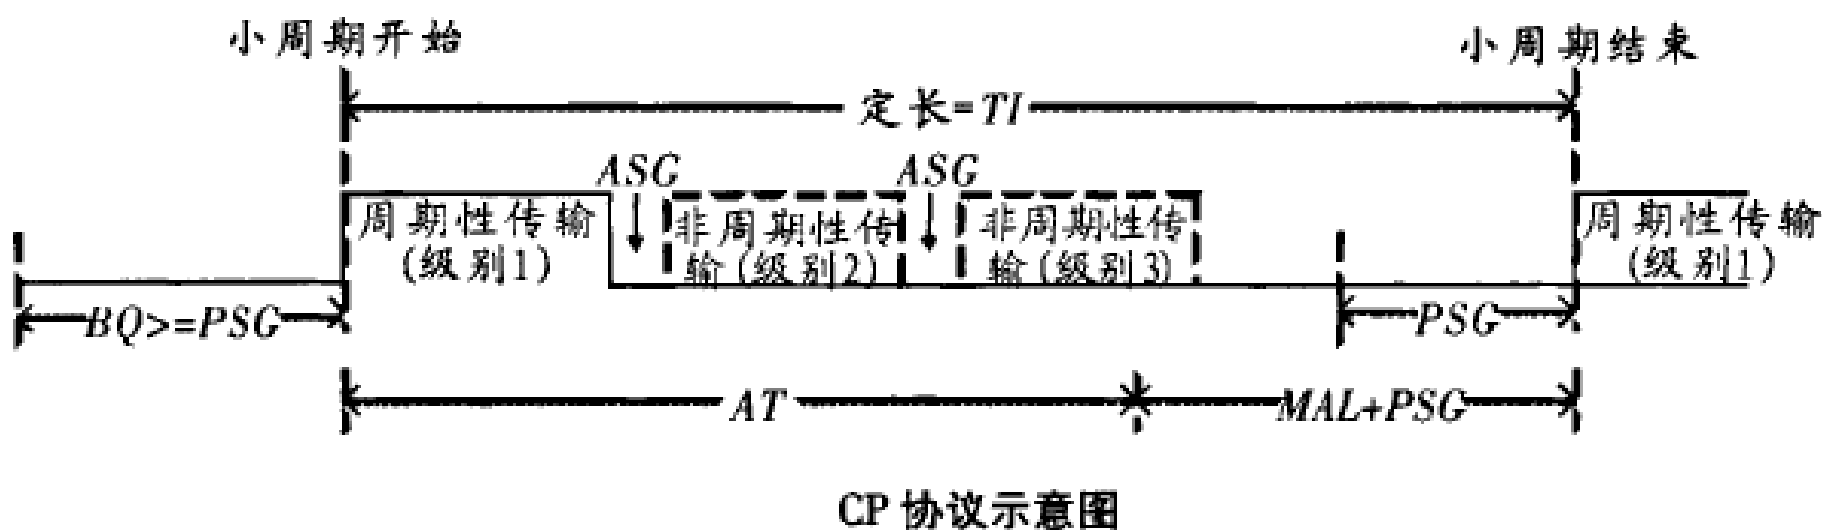 小周期开始
小周期结束
定长=TI
ASG
ASG
周期性传输
(级别1)
非周期性传
输(级别2)
非周期性传
输(级别3)
周期性传输
(级别1)
BQ>=PSG
PSG
AT
MAL+PSG
CP 协议示意图